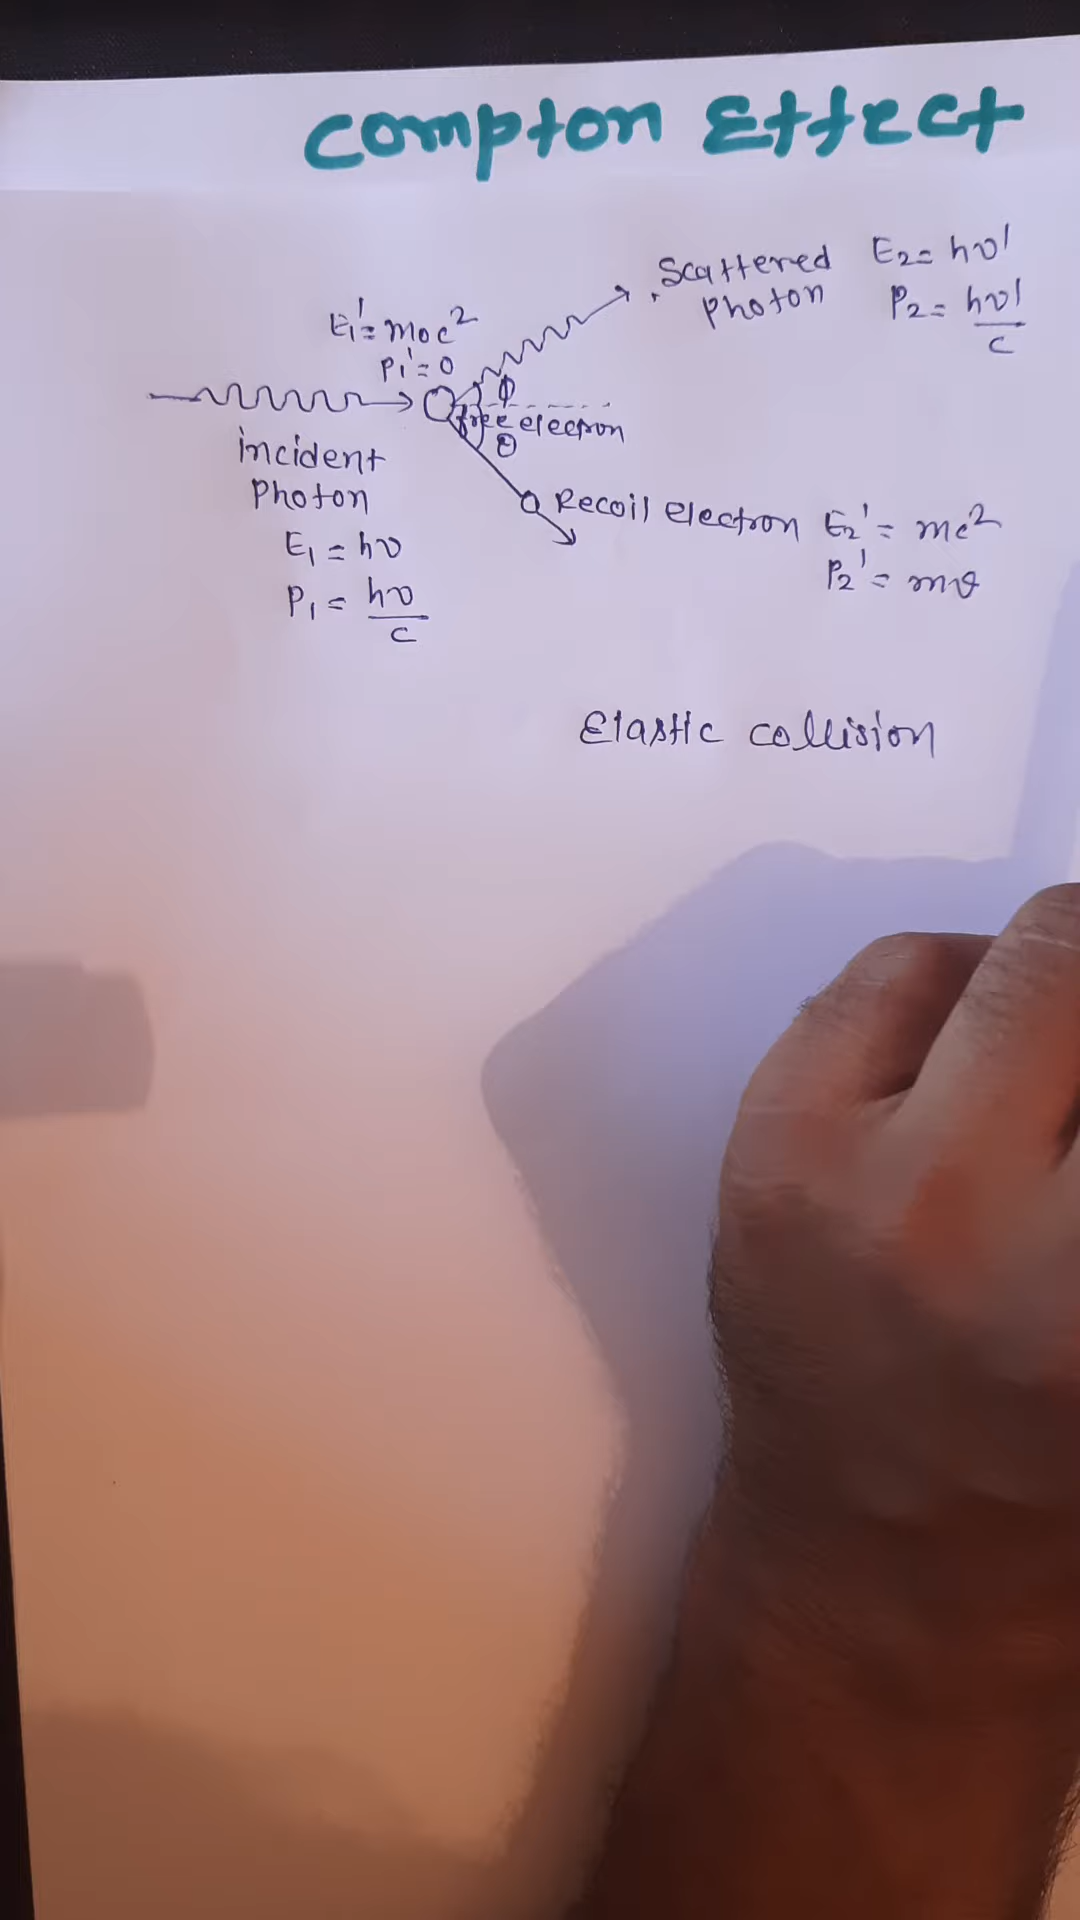 Compton Effect
Scattered Photon
E₂ = hν'
P₂ = hν'/c
E₁' = m₀c²
P₁' = 0
ϕ
free electron
θ
incident
Photon
E₁ = hν
P₁ = hν/c
Recoil electron
E₂' = mc²
P₂' = mv
Elastic collision